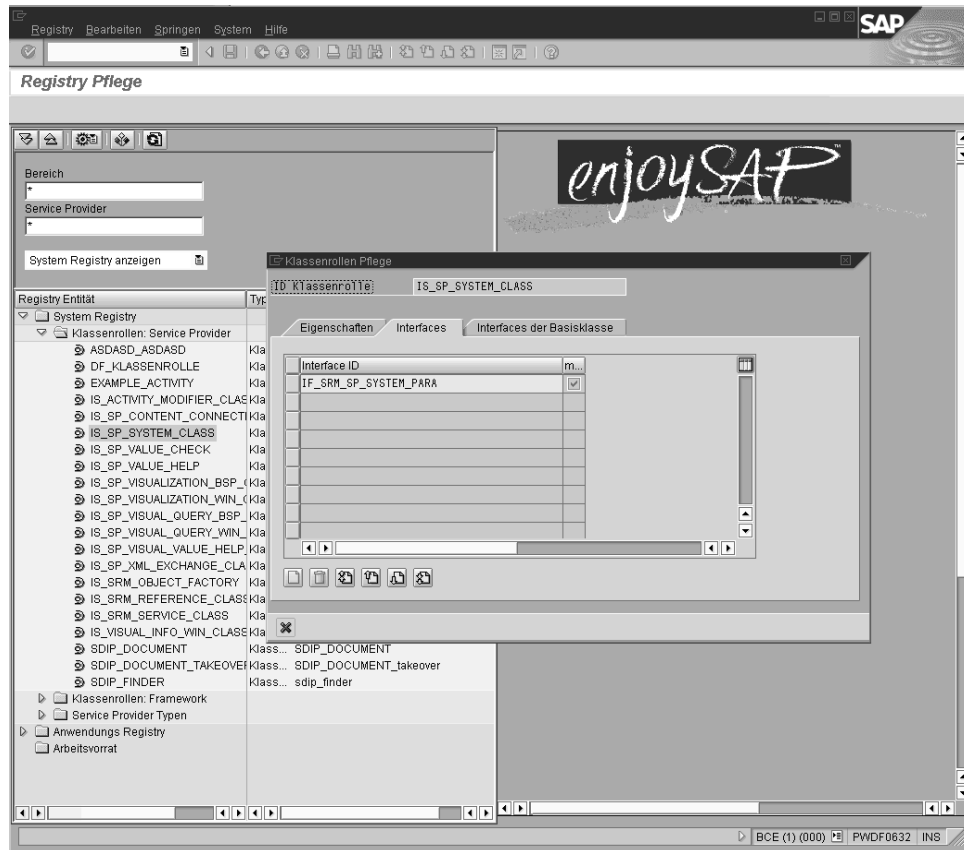 Registry Bearbeiten Springen System Hilfe
SAP
Registry Pflege
enjoySAP
Bereich
*
Service Provider
*
System Registry anzeigen
Klassenrollen Pflege
ID Klassenrolle IS_SP_SYSTEM_CLASS
Eigenschaften Interfaces Interfaces der Basisklasse
Interface ID m...
IF_SRM_SP_SYSTEM_PARA
Registry Entität Typ
System Registry
Klassenrollen: Service Provider
ASDASD_ASDASD Kla
DF_KLASSENROLLE Kla
EXAMPLE_ACTIVITY Kla
IS_ACTIVITY_MODIFIER_CLAS Kla
IS_SP_CONTENT_CONNECTI Kla
IS_SP_SYSTEM_CLASS Kla
IS_SP_VALUE_CHECK Kla
IS_SP_VALUE_HELP Kla
IS_SP_VISUALIZATION_BSP_( Kla
IS_SP_VISUALIZATION_WIN_( Kla
IS_SP_VISUAL_QUERY_BSP_ Kla
IS_SP_VISUAL_QUERY_WIN_ Kla
IS_SP_VISUAL_VALUE_HELP_ Kla
IS_SP_XML_EXCHANGE_CLA Kla
IS_SRM_OBJECT_FACTORY Kla
IS_SRM_REFERENCE_CLASS Kla
IS_SRM_SERVICE_CLASS Kla
IS_VISUAL_INFO_WIN_CLASS Kla
SDIP_DOCUMENT Klass... SDIP_DOCUMENT
SDIP_DOCUMENT_TAKEOVER Klass... SDIP_DOCUMENT_takeover
SDIP_FINDER Klass... sdip_finder
Klassenrollen: Framework
Service Provider Typen
Anwendungs Registry
Arbeitsvorrat
BCE (1) (000) PWDF0632 INS